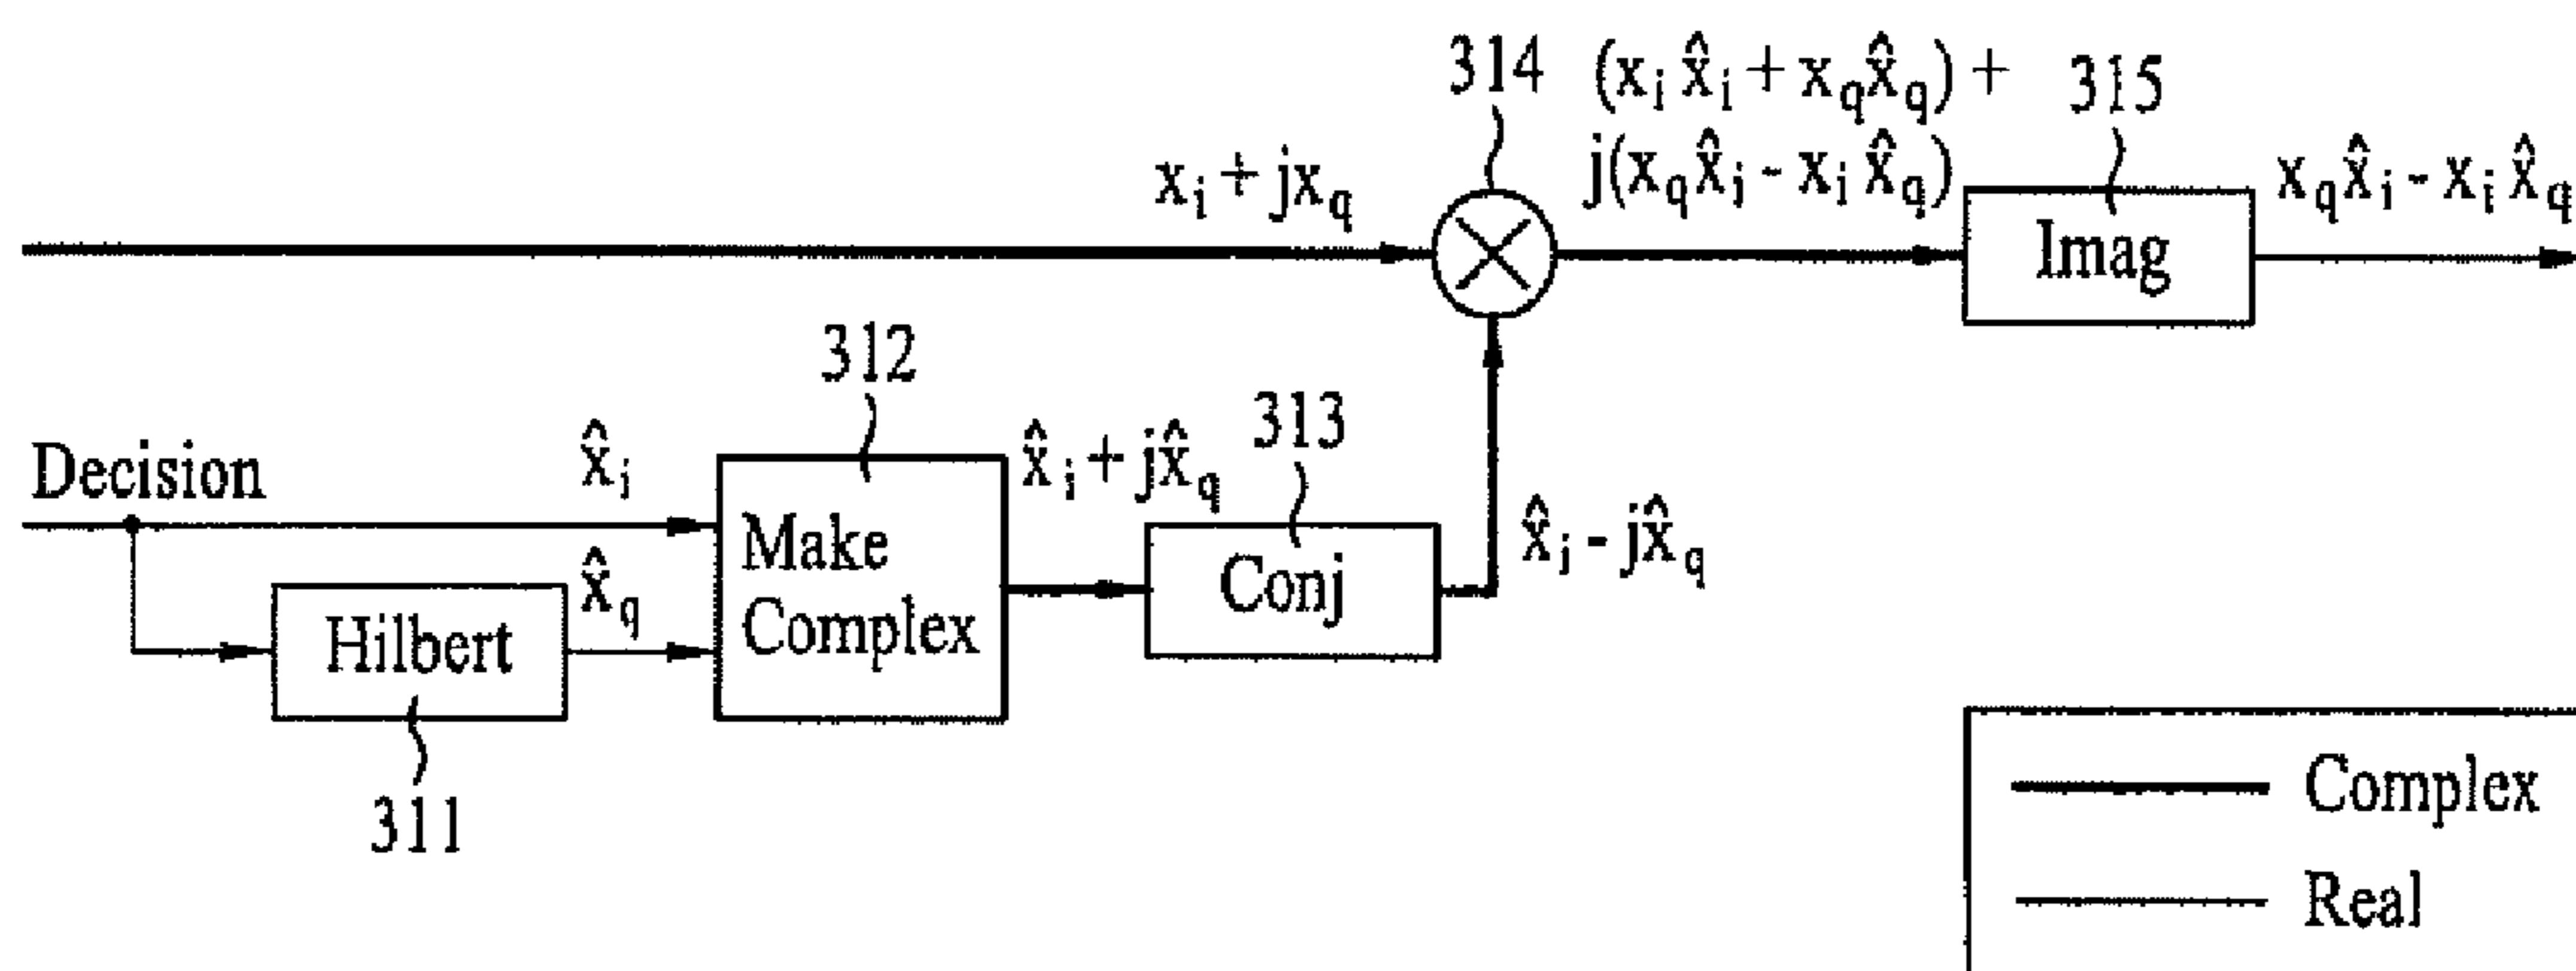 314
(x_i x̂_i + x_q x̂_q) +
j(x_q x̂_i - x_i x̂_q)
315
x_i + jx_q
x_q x̂_i - x_i x̂_q
Imag
312
Decision
x̂_i
x̂_i + jx̂_q
313
Make
Complex
Conj
x̂_i - jx̂_q
Hilbert
x̂_q
311
Complex
Real